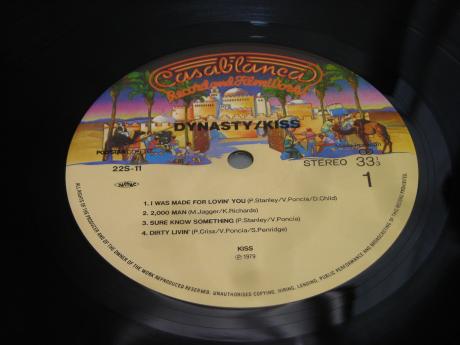 Casablanca
Record and FilmWorks
DYNASTY/KISS
22S-11
STEREO 33⅓
1
1. I WAS MADE FOR LOVIN' YOU (P.Stanley/V.Poncia/D.Child)
2. 2,000 MAN (M.Jagger/K.Richards)
3. SURE KNOW SOMETHING (P.Stanley/V.Poncia)
4. DIRTY LIVIN' (P.Criss/V.Poncia/S.Penridge)
KISS
Ⓟ 1979
ALL RIGHTS OF THE PRODUCER AND OF THE OWNER OF THE WORK REPRODUCED RESERVED. UNAUTHORISED COPYING, HIRING, LENDING, PUBLIC PERFORMANCE AND BROADCASTING OF THIS RECORD PROHIBITED.